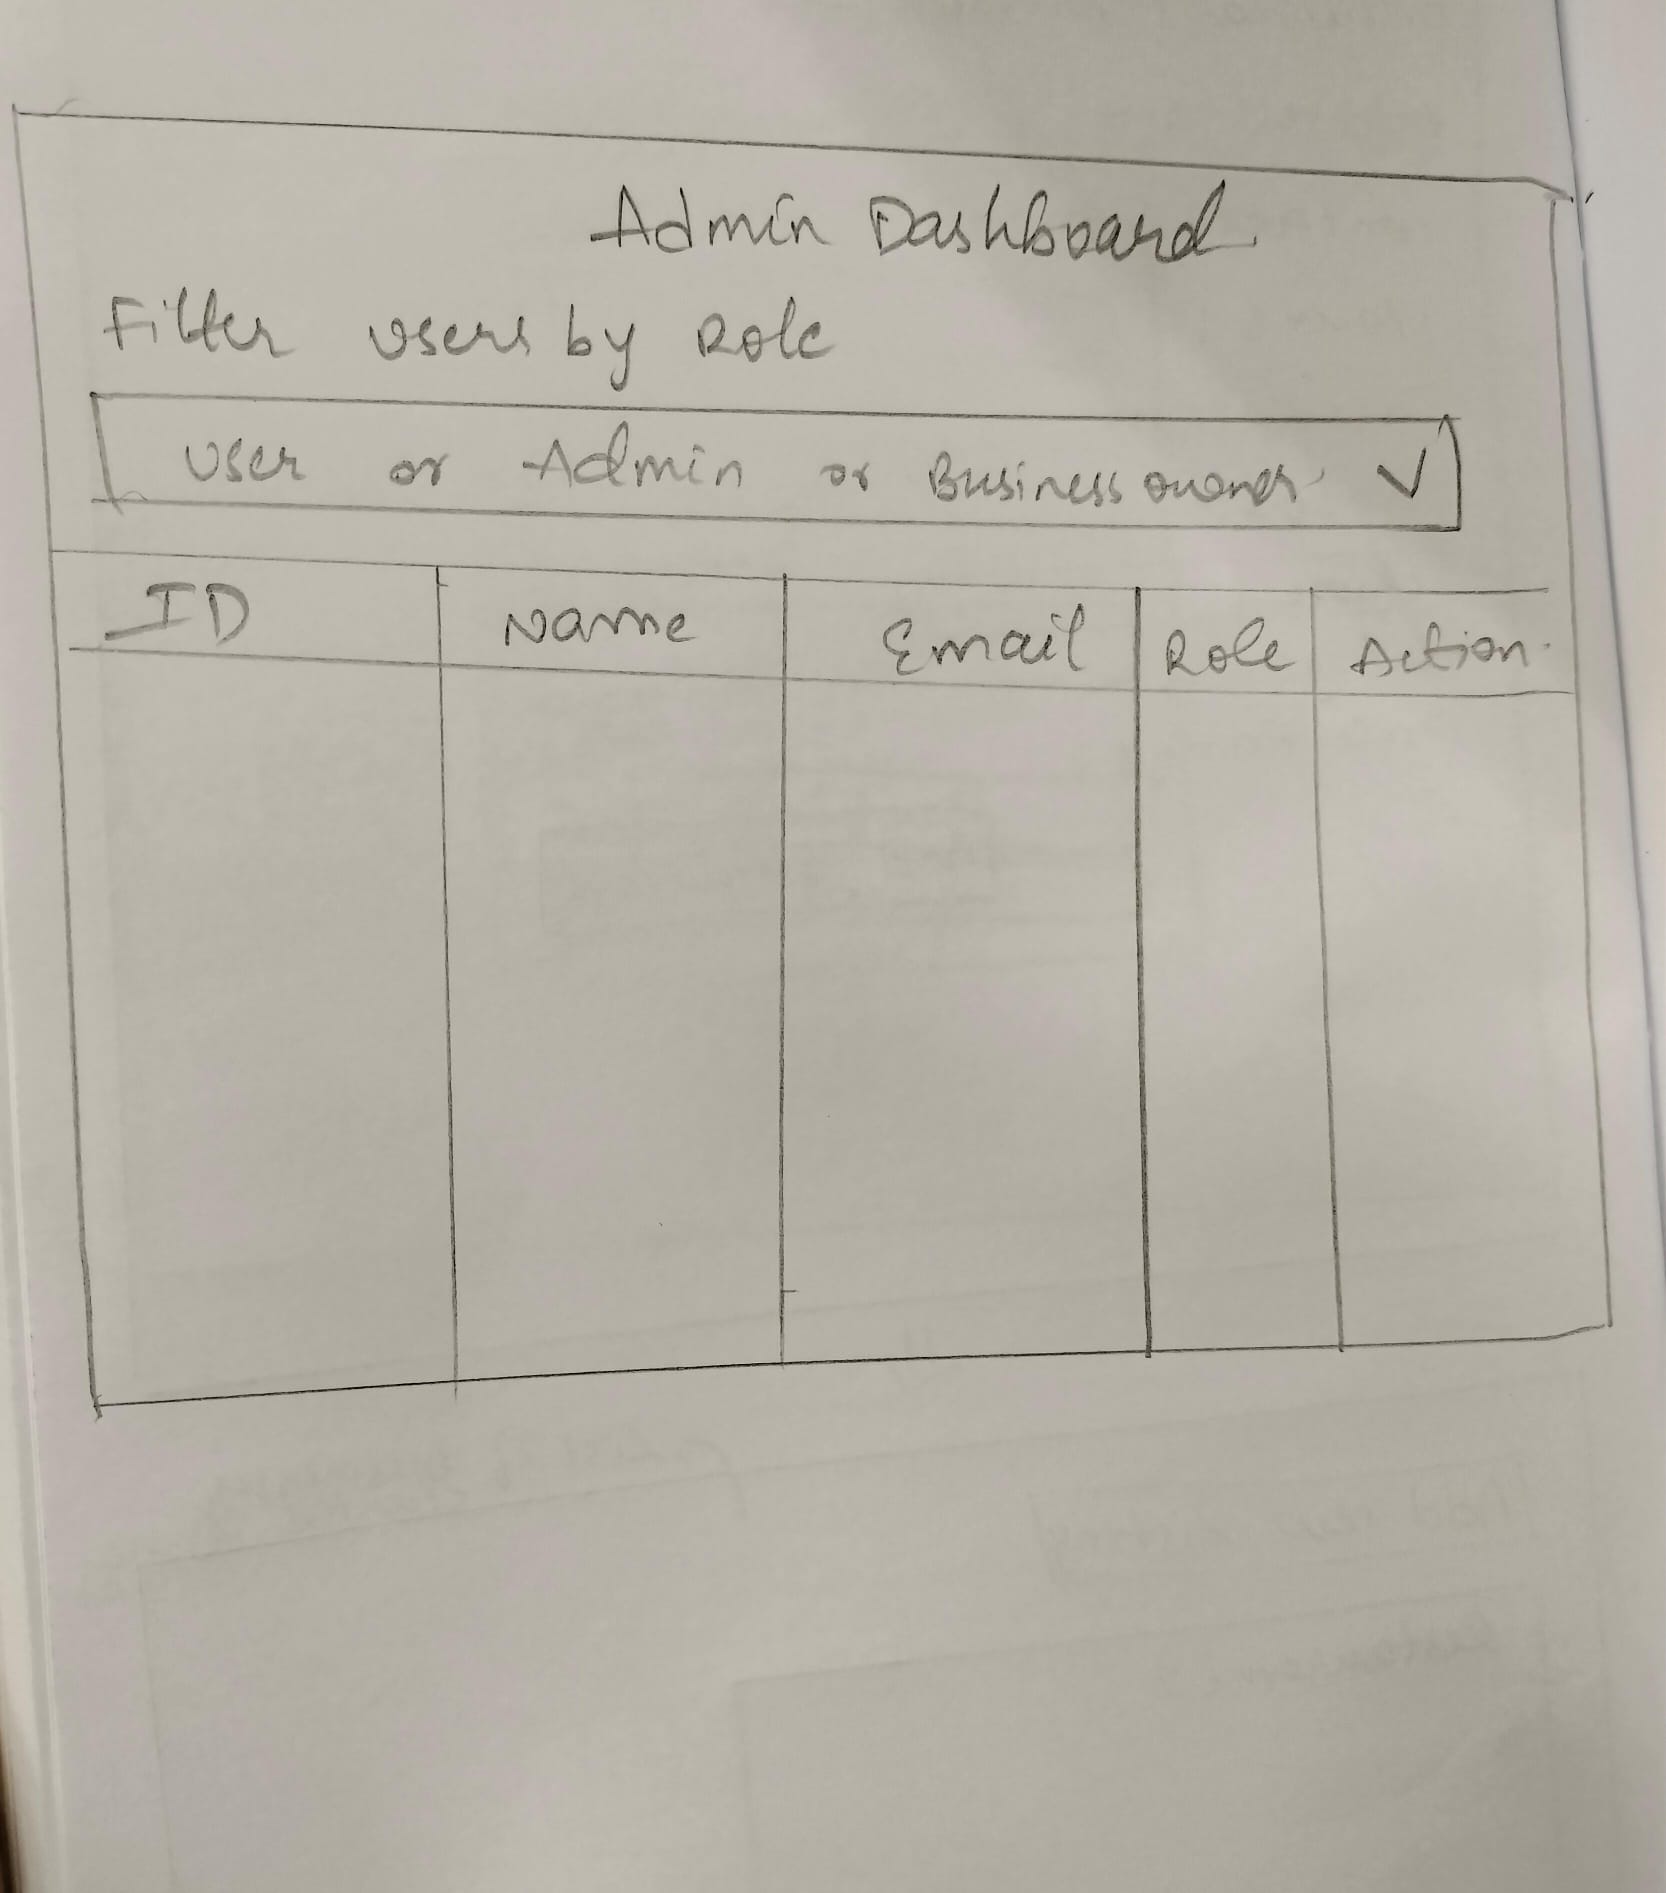 Admin Dashboard
Filter users by Role
User or Admin or Business owner
ID Name Email Role Action